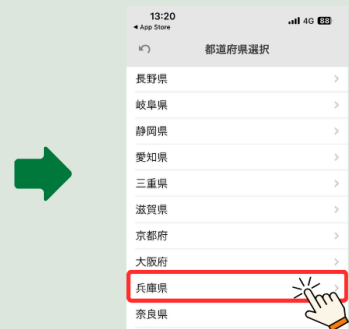 13:20
4G 88
◀ App Store
都道府県選択
長野県
岐阜県
静岡県
愛知県
三重県
滋賀県
京都府
大阪府
兵庫県
奈良県